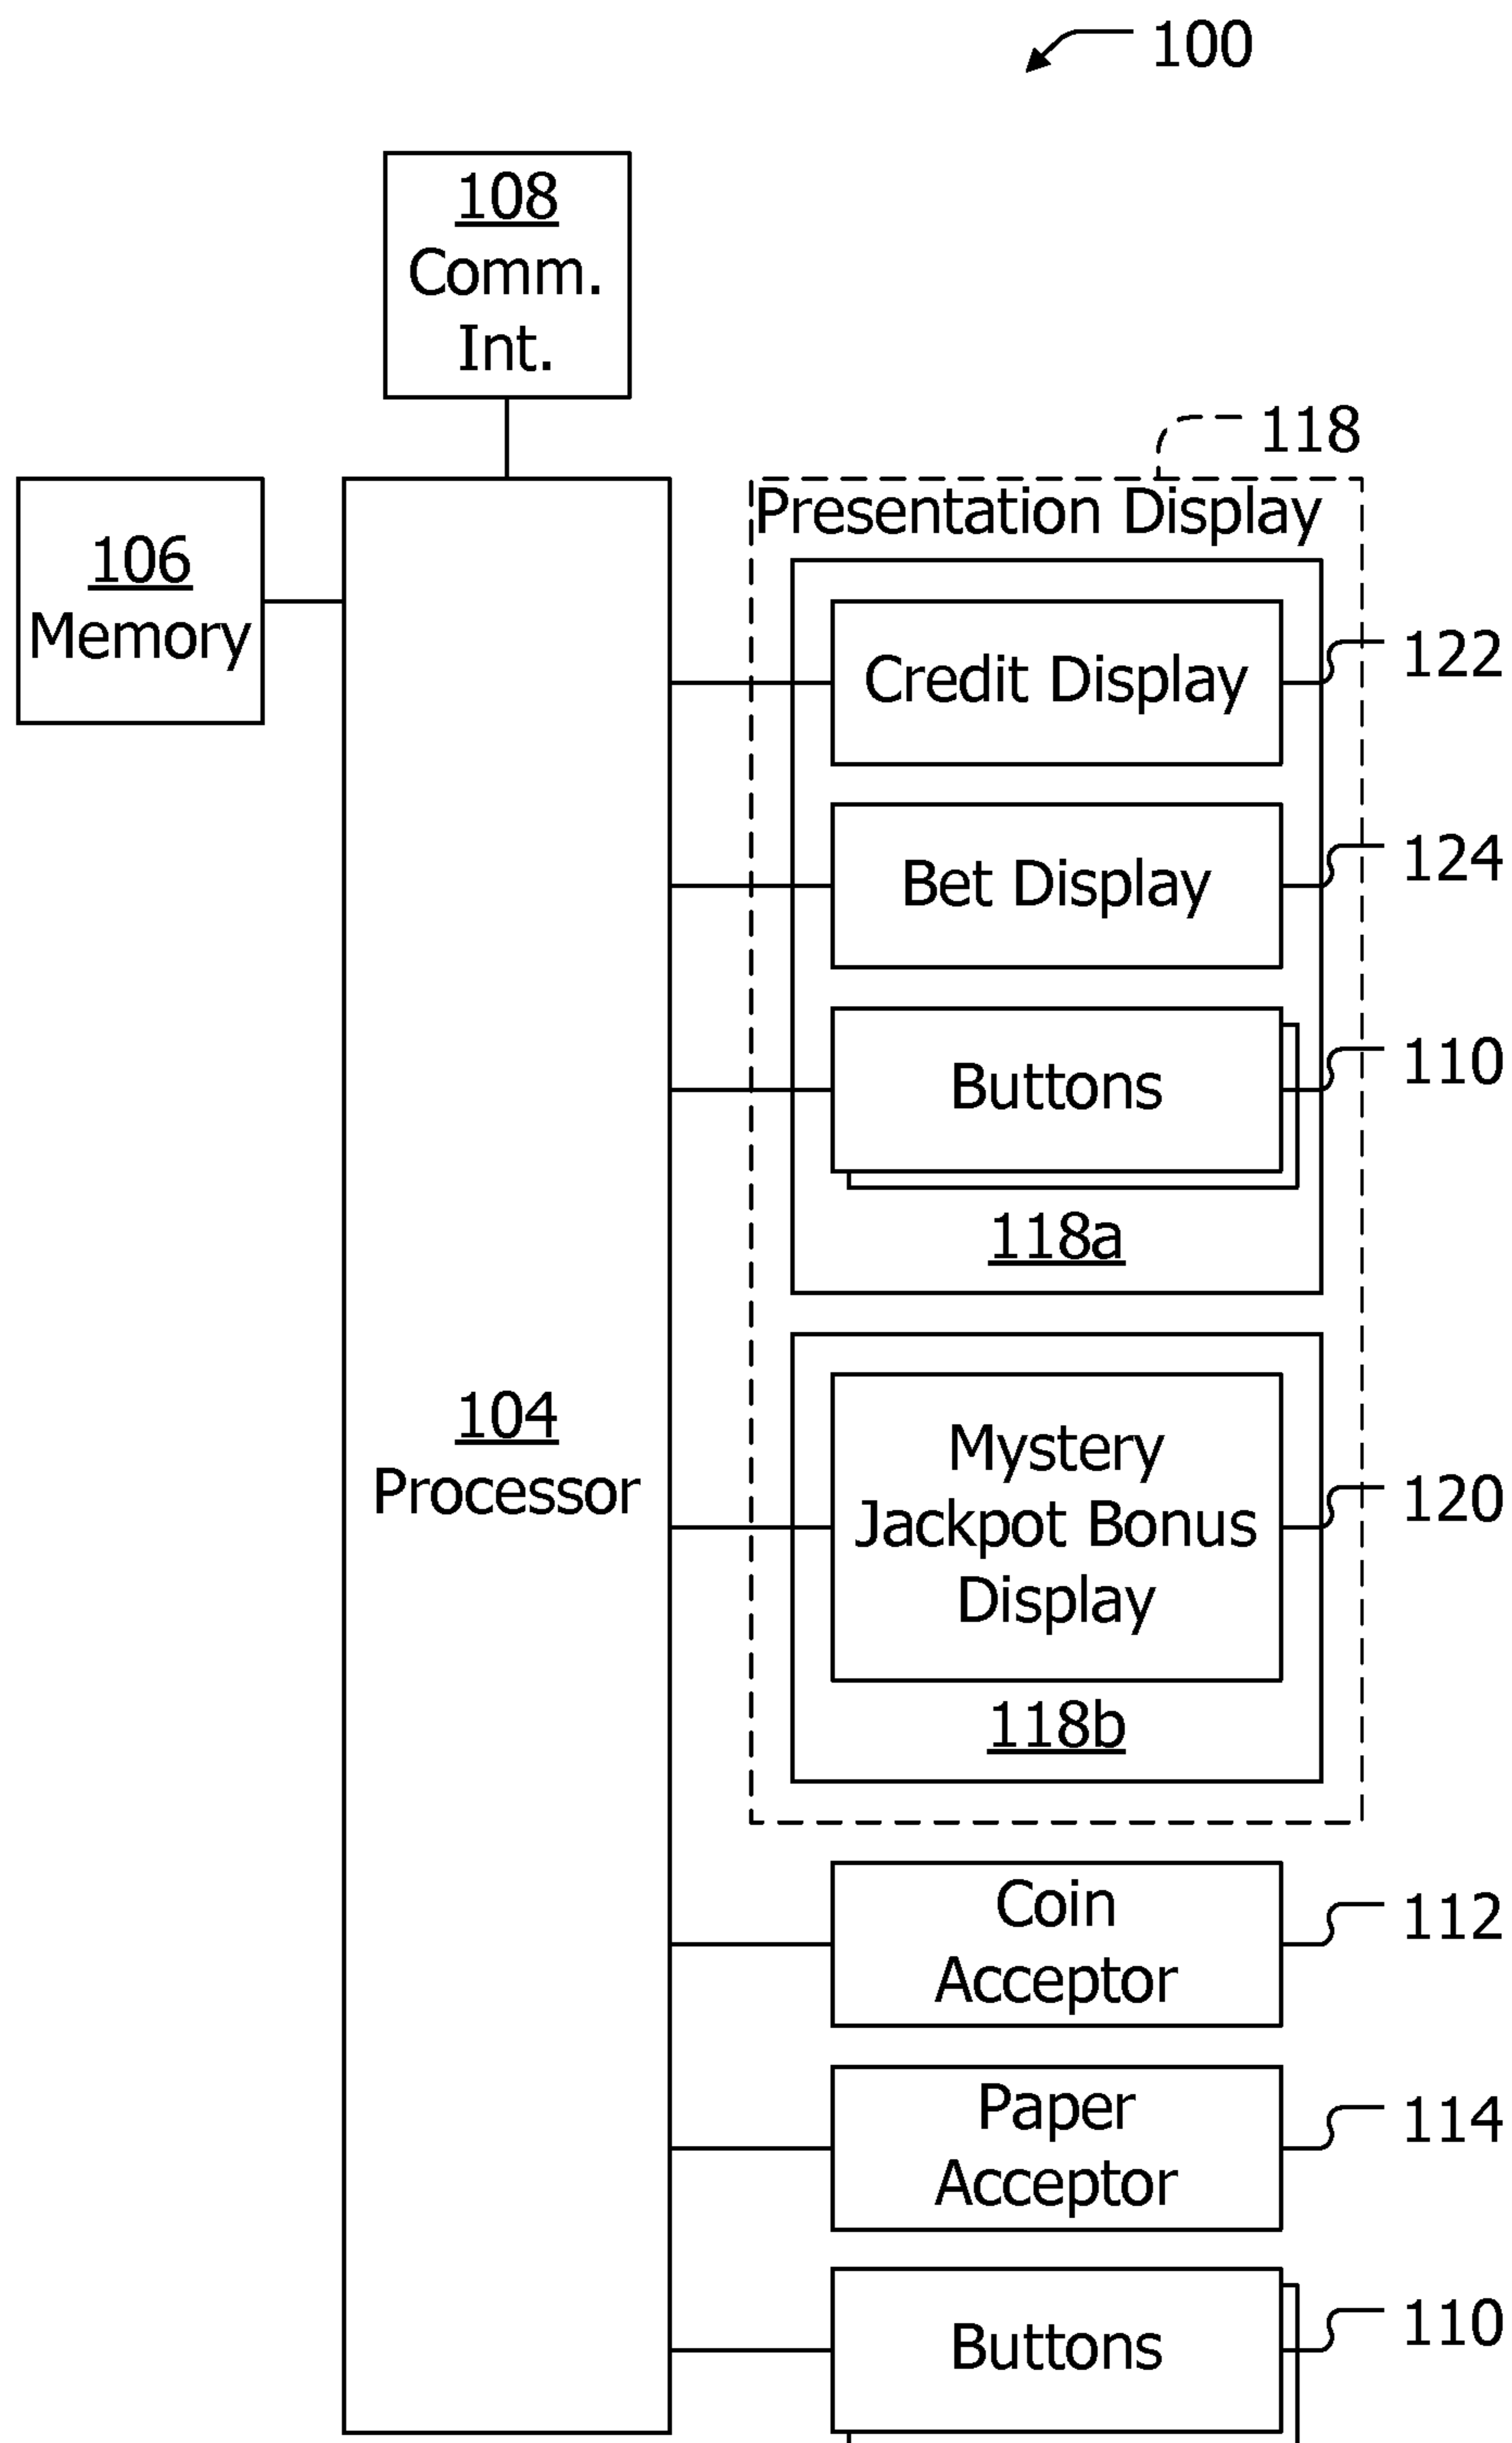 100
108
Comm.
Int.
118
Presentation Display
106
Memory
Credit Display
122
Bet Display
124
Buttons
110
118a
104
Processor
Mystery
Jackpot Bonus
Display
120
118b
Coin
Acceptor
112
Paper
Acceptor
114
Buttons
110